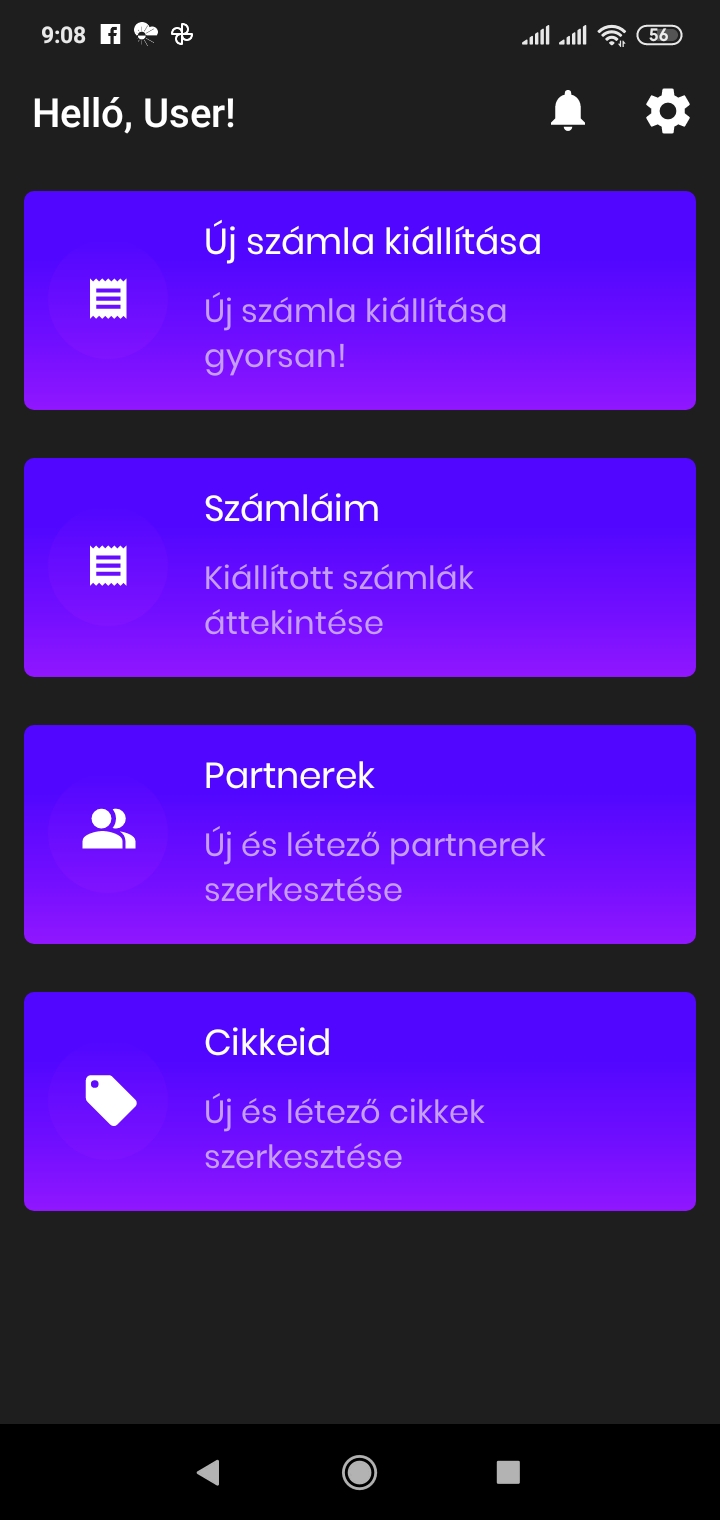 9:08
56
Helló, User!
Új számla kiállítása
Új számla kiállítása
gyorsan!
Számláim
Kiállított számlák
áttekintése
Partnerek
Új és létező partnerek
szerkesztése
Cikkeid
Új és létező cikkek
szerkesztése